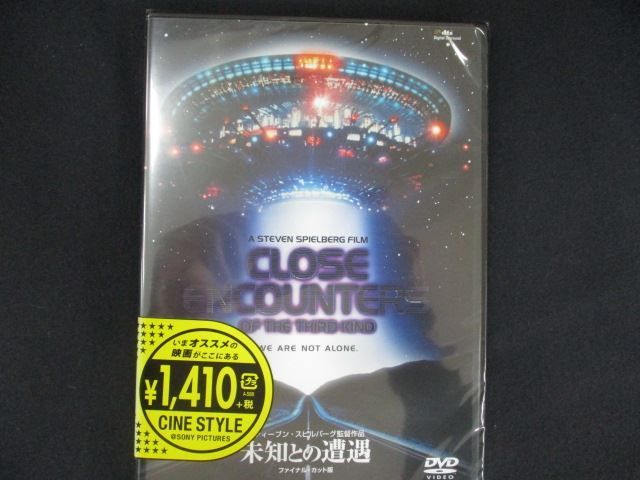 dts
Digital Surround
A STEVEN SPIELBERG FILM
CLOSE
ENCOUNTERS
OF THE THIRD KIND
WE ARE NOT ALONE.
いまオススメの
映画がここにある
¥1,410
+税
CINE STYLE
@SONY PICTURES
ィーブン・スピルバーグ監督作品
未知との遭遇
ファイナル・カット版
DVD
VIDEO